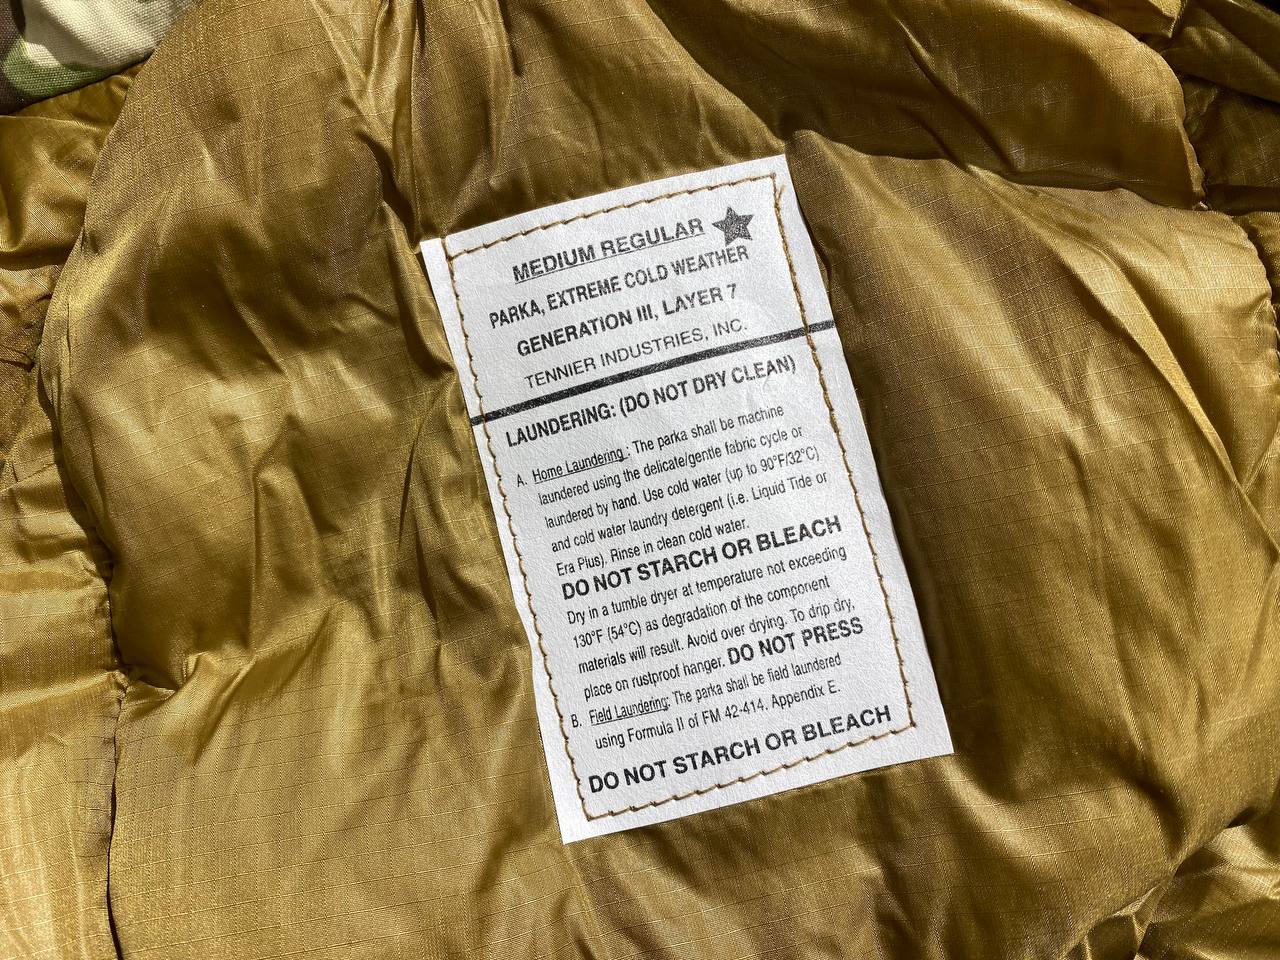 MEDIUM REGULAR
PARKA, EXTREME COLD WEATHER
GENERATION III, LAYER 7
TENNIER INDUSTRIES, INC.
LAUNDERING: (DO NOT DRY CLEAN)
A. Home Laundering : The parka shall be machine
laundered using the delicate/gentle fabric cycle or
laundered by hand. Use cold water (up to 90°F/32°C)
and cold water laundry detergent (i.e. Liquid Tide or
Era Plus). Rinse in clean cold water.
DO NOT STARCH OR BLEACH
Dry in a tumble dryer at temperature not exceeding
130°F (54°C) as degradation of the component
materials will result. Avoid over drying. To drip dry,
place on rustproof hanger. DO NOT PRESS
B. Field Laundering: The parka shall be field laundered
using Formula II of FM 42-414. Appendix E.
DO NOT STARCH OR BLEACH